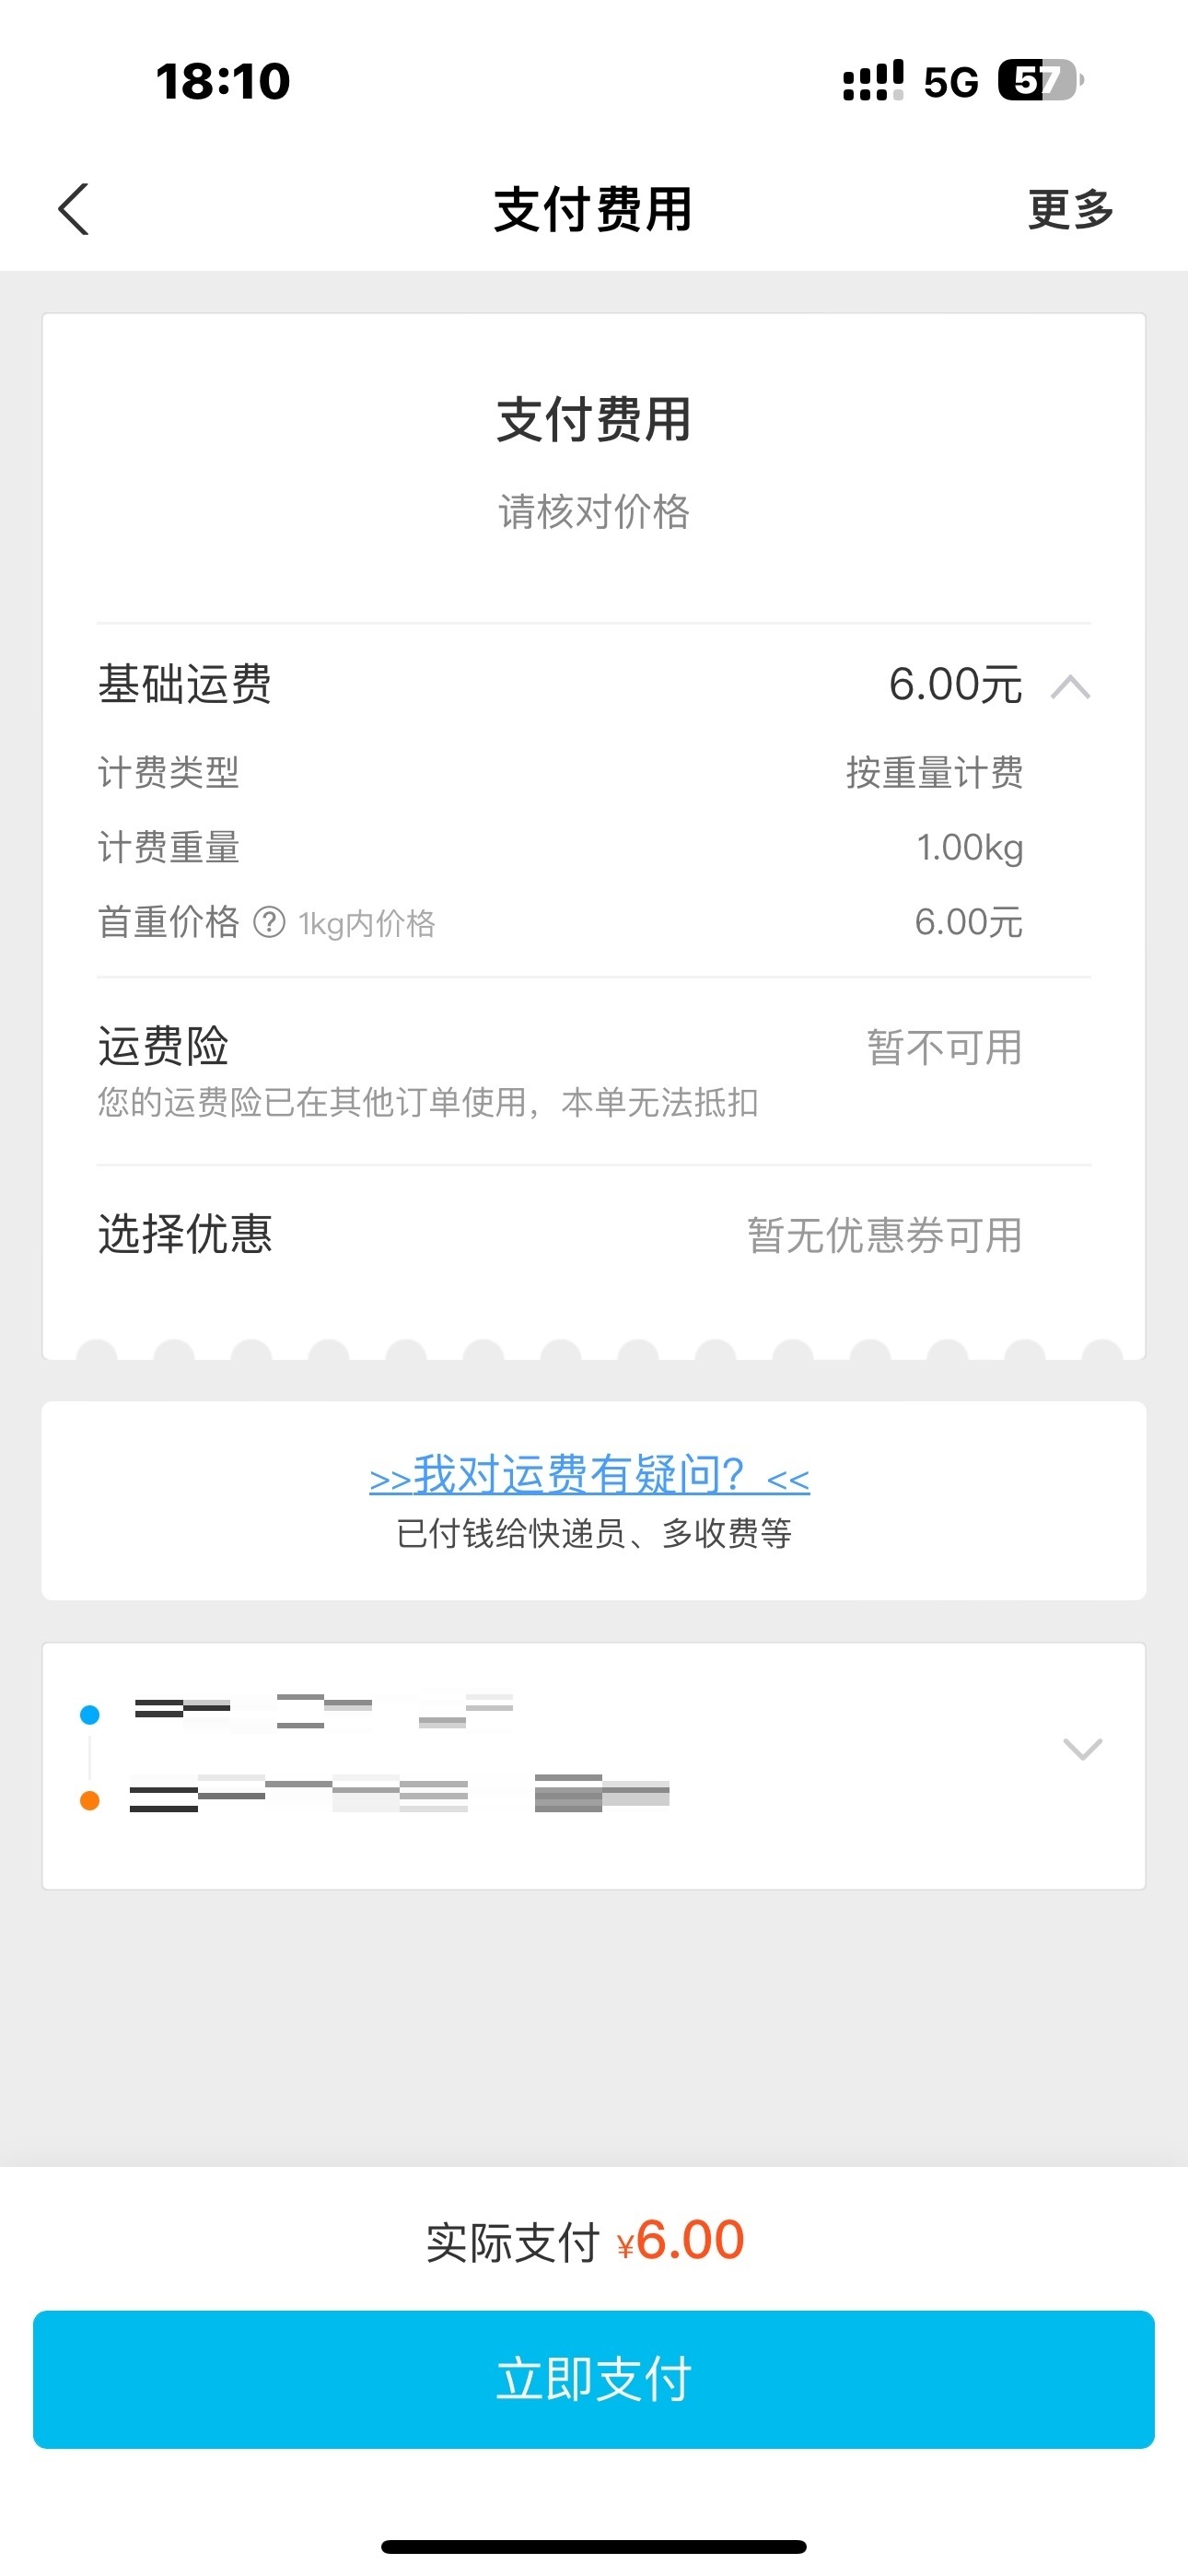 18:10
5G 57
支付费用 更多
支付费用
请核对价格
基础运费 6.00元
计费类型 按重量计费
计费重量 1.00kg
首重价格 ? 1kg内价格 6.00元
运费险 暂不可用
您的运费险已在其他订单使用，本单无法抵扣
选择优惠 暂无优惠券可用
>>我对运费有疑问？<<
已付钱给快递员、多收费等
实际支付 ¥6.00
立即支付